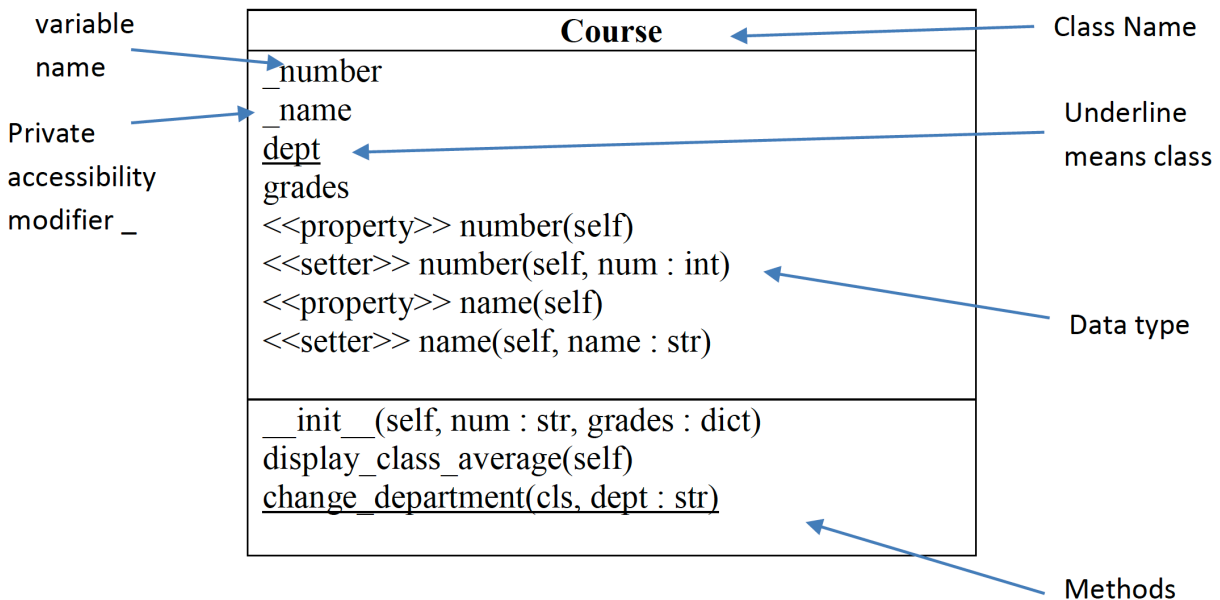 variable
name
Private
accessibility
modifier _
Course
_number
_name
dept
grades
<<property>> number(self)
<<setter>> number(self, num : int)
<<property>> name(self)
<<setter>> name(self, name : str)
__init__(self, num : str, grades : dict)
display_class_average(self)
change_department(cls, dept : str)
Class Name
Underline
means class
Data type
Methods